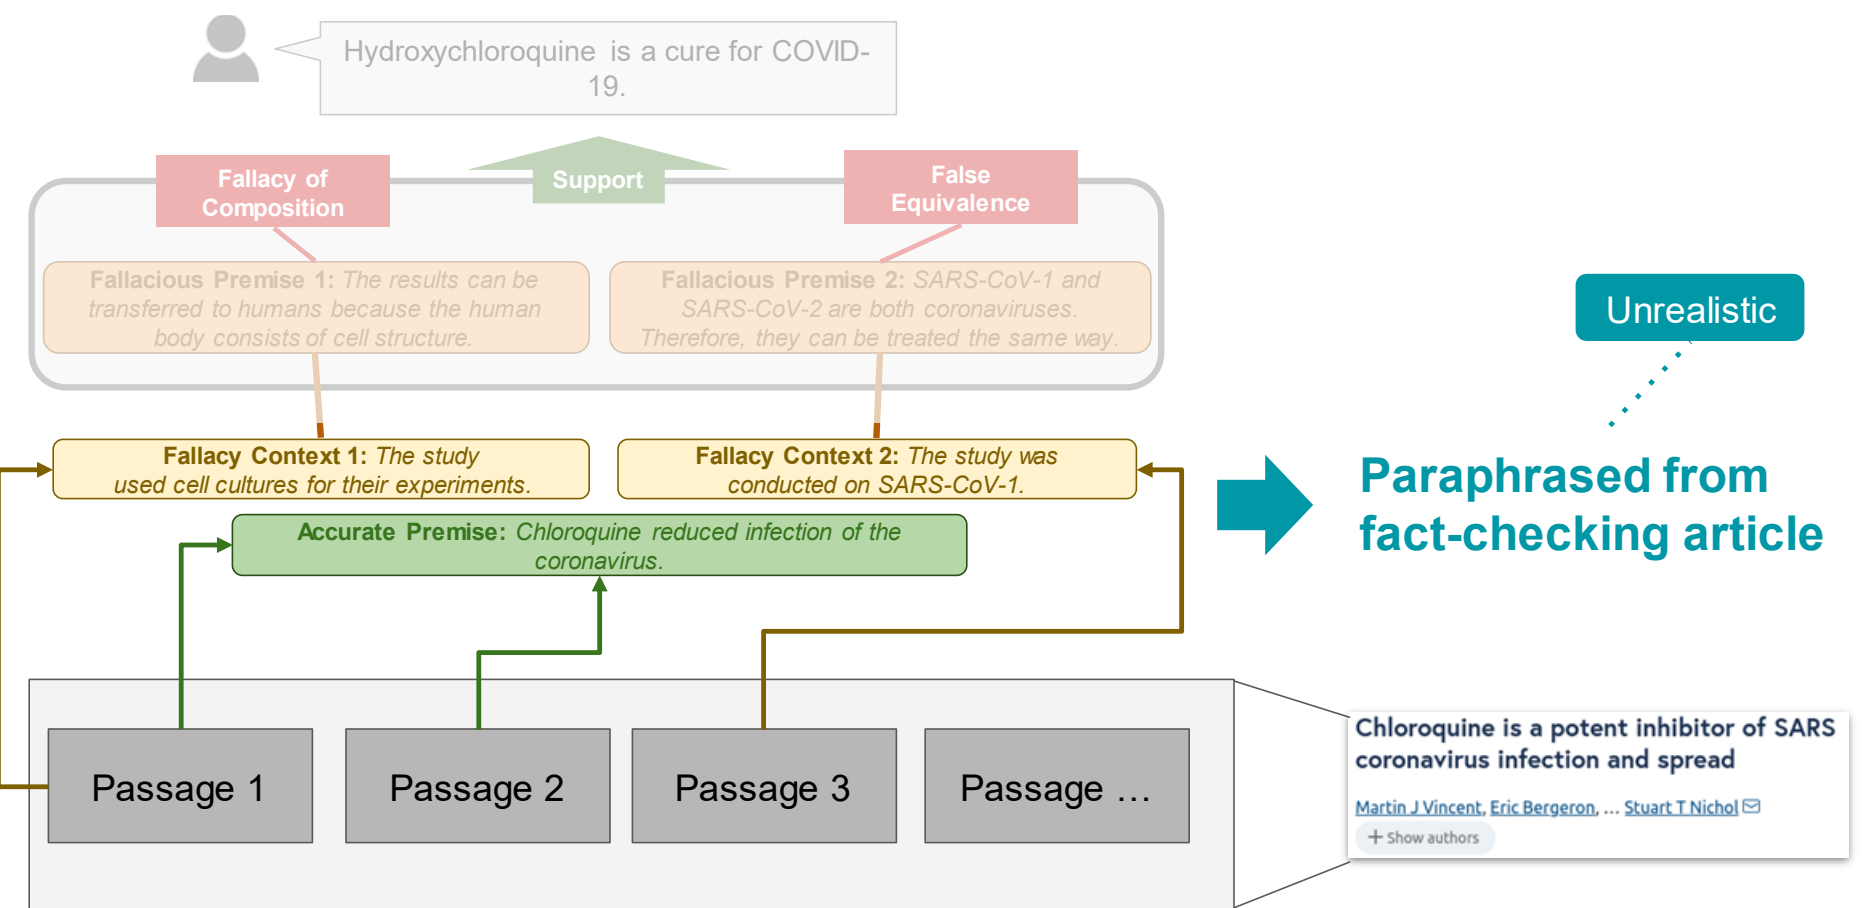 Hydroxychloroquine is a cure for COVID-
19.
Fallacy of
Composition
Support
False
Equivalence
Fallacious Premise 1: The results can be
transferred to humans because the human
body consists of cell structure.
Fallacious Premise 2: SARS-CoV-1 and
SARS-CoV-2 are both coronaviruses.
Therefore, they can be treated the same way.
Unrealistic
Fallacy Context 1: The study
used cell cultures for their experiments.
Fallacy Context 2: The study was
conducted on SARS-CoV-1.
Paraphrased from
fact-checking article
Accurate Premise: Chloroquine reduced infection of the
coronavirus.
Passage 1
Passage 2
Passage 3
Passage …
Chloroquine is a potent inhibitor of SARS
coronavirus infection and spread
Martin J Vincent, Eric Bergeron, … Stuart T Nichol
+ Show authors